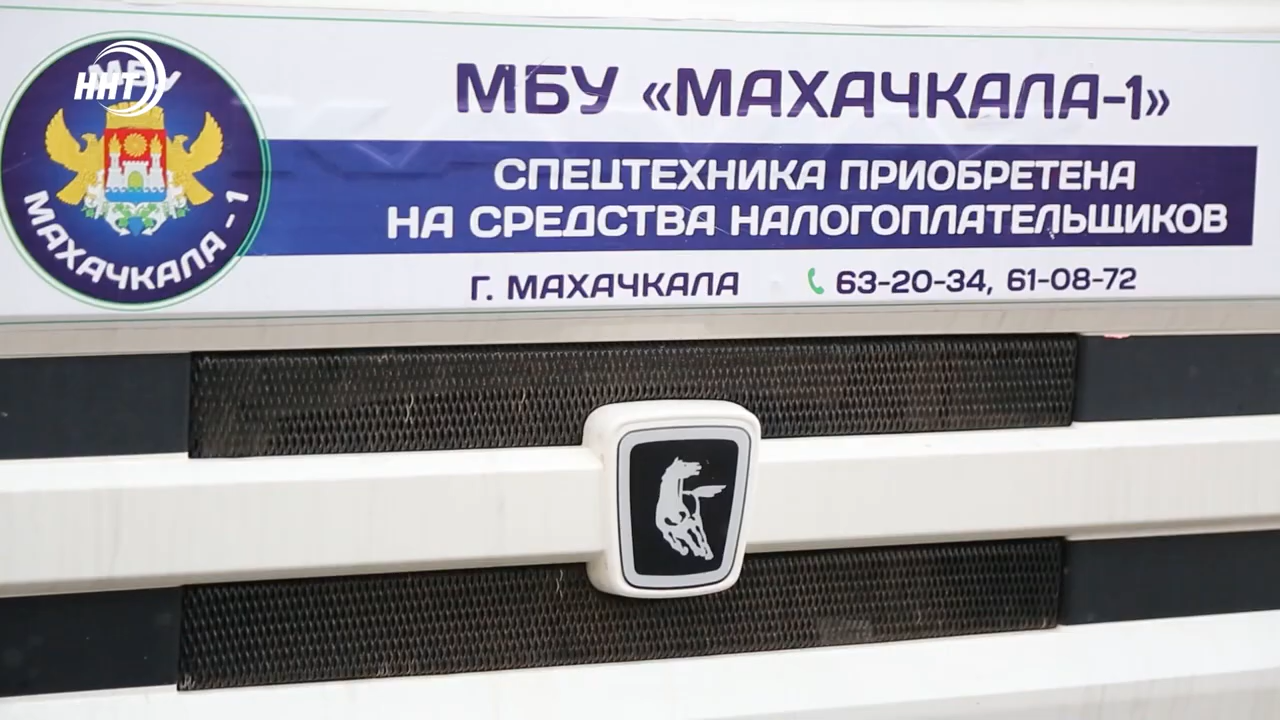 ННТ
МБУ
МАХАЧКАЛА-1
МБУ «МАХАЧКАЛА-1»
СПЕЦТЕХНИКА ПРИОБРЕТЕНА
НА СРЕДСТВА НАЛОГОПЛАТЕЛЬЩИКОВ
Г. МАХАЧКАЛА 63-20-34, 61-08-72